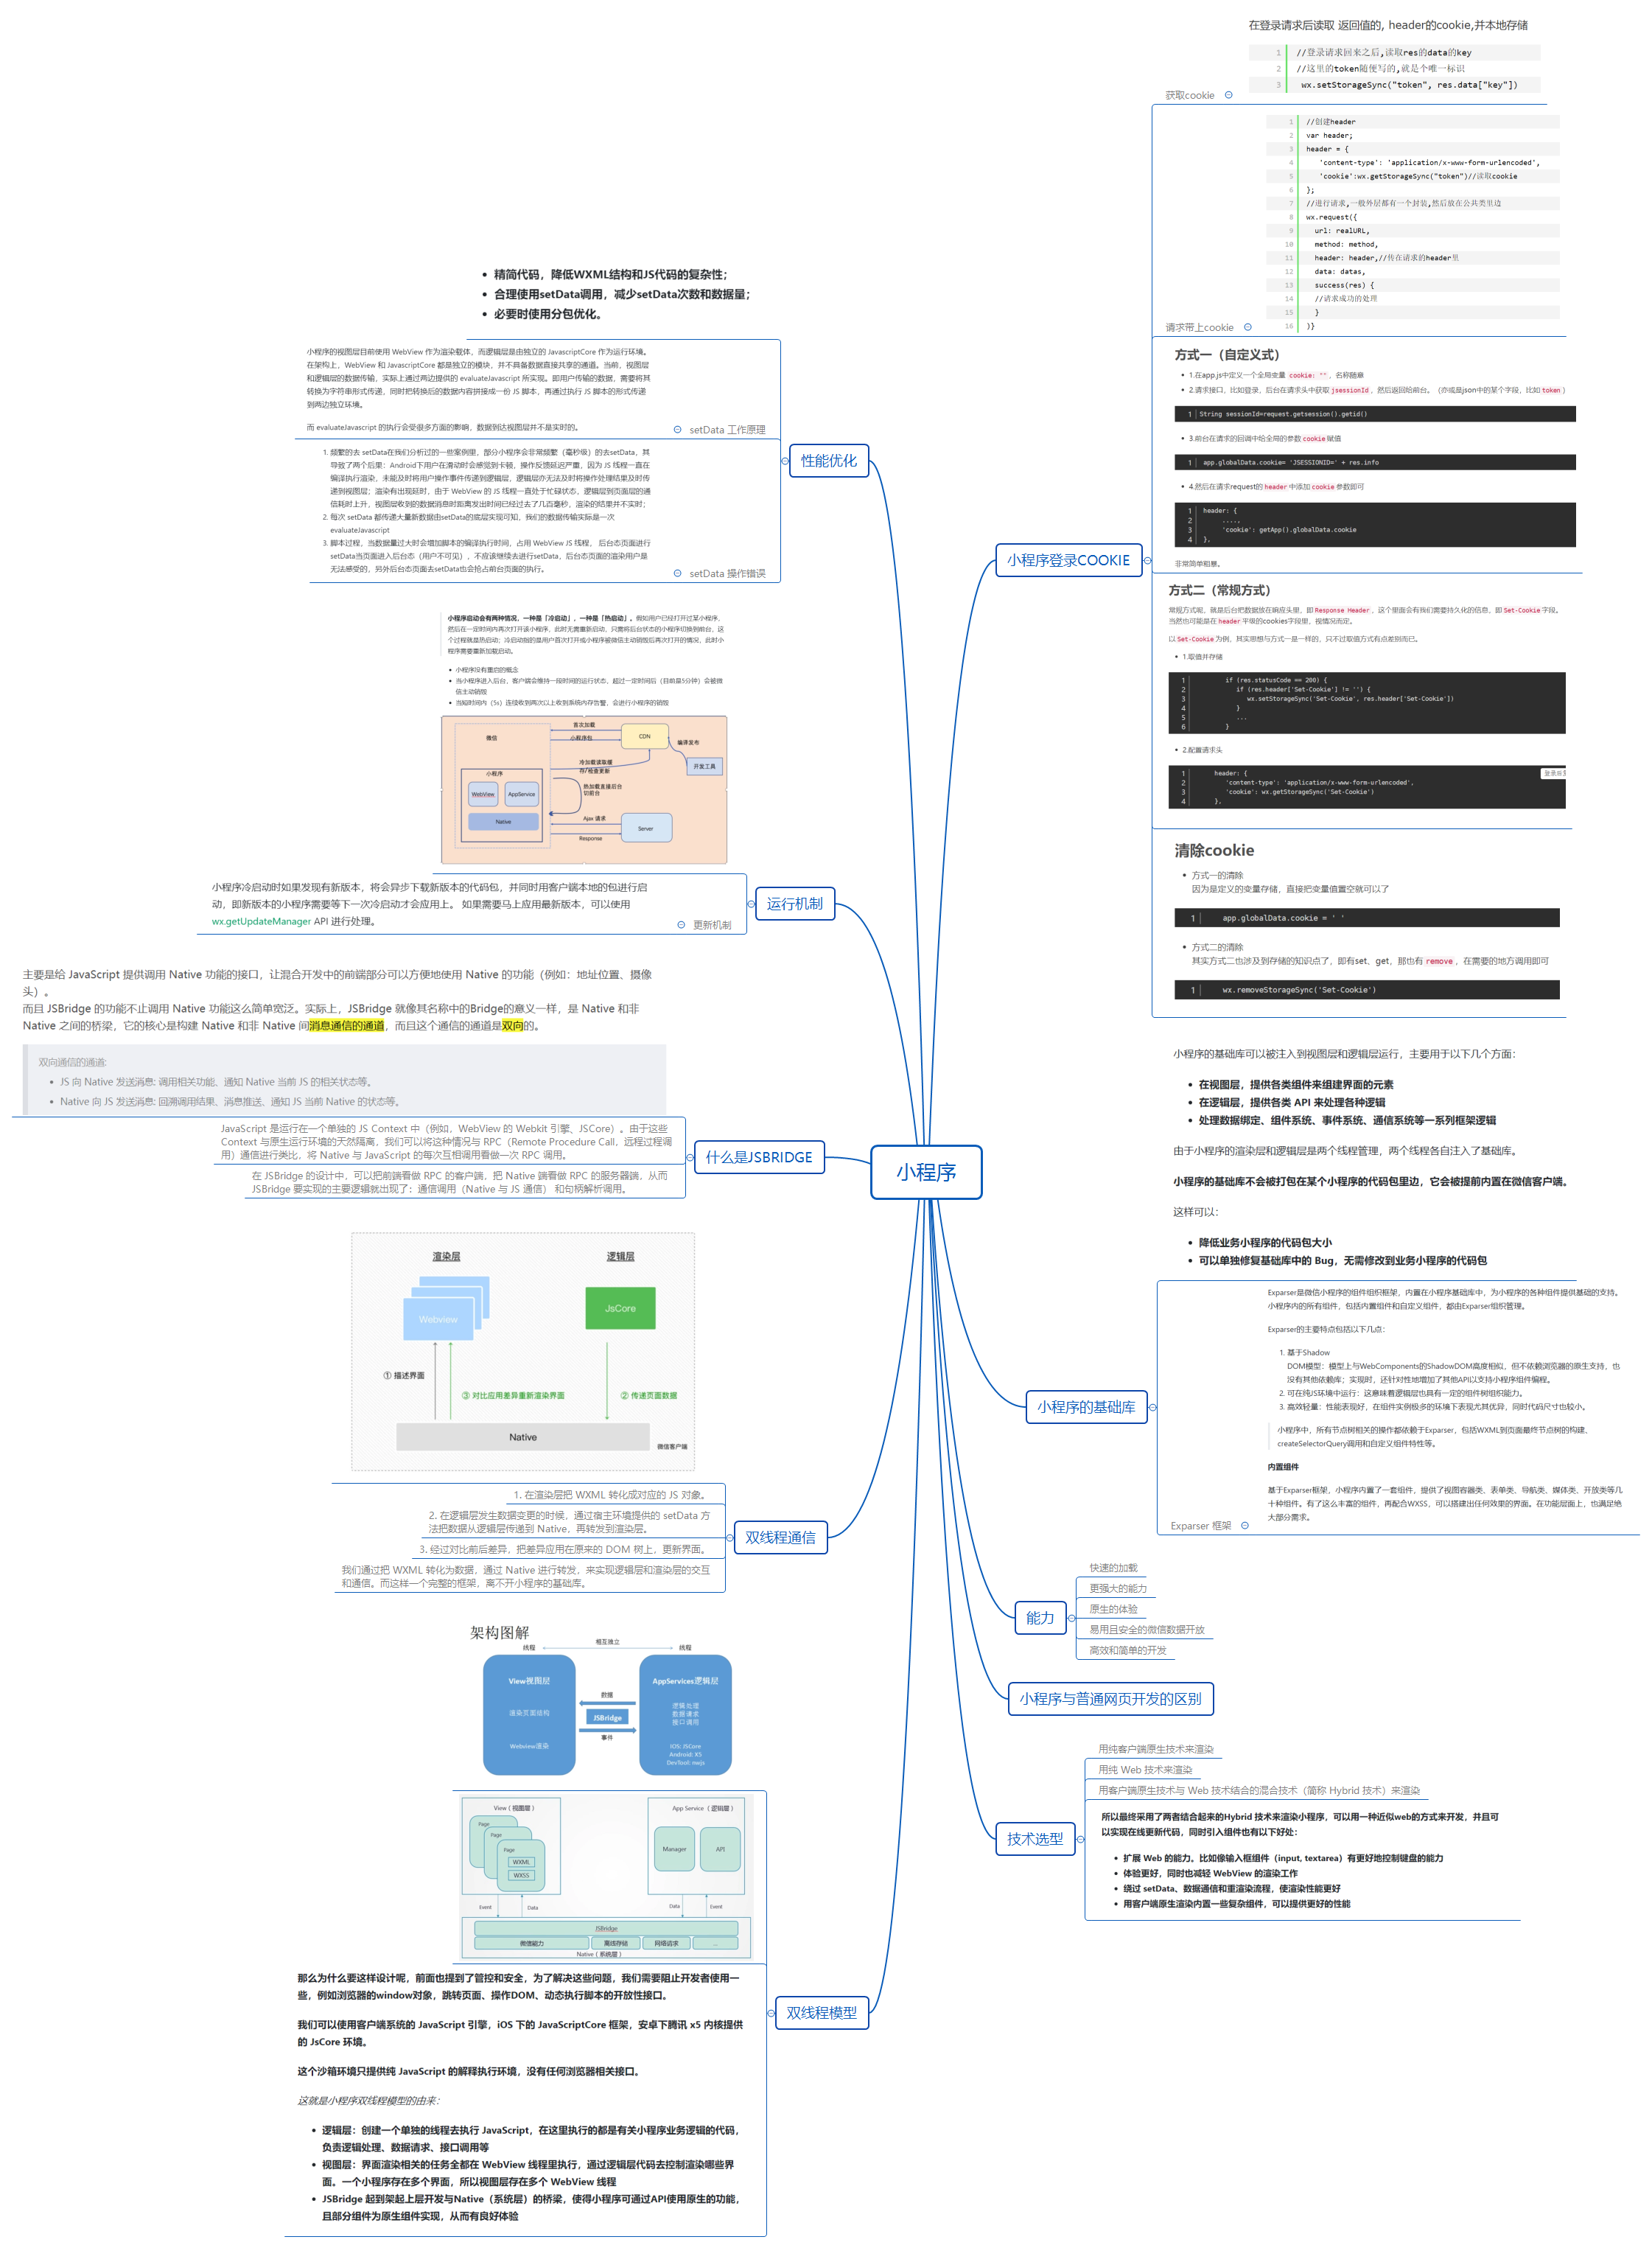 小程序
小程序登录COOKIE
在登录请求后读取 返回值的, header的cookie,并本地存储
1 //登录请求回来之后,读取res的data的key
2 //这里的token随便写的,就是个唯一标识
3 wx.setStorageSync("token", res.data["key"])
获取cookie
1 //创建header
2 var header;
3 header = {
4 'content-type': 'application/x-www-form-urlencoded',
5 'cookie':wx.getStorageSync("token")//读取cookie
6 };
7 //进行请求,一般外层都有一个封装,然后放在公共类里边
8 wx.request({
9 url: realURL,
10 method: method,
11 header: header,//传在请求的header里
12 data: datas,
13 success(res) {
14 //请求成功的处理
15 }
16 )}
请求带上cookie
方式一（自定义式）
• 1.在app.js中定义一个全局变量 cookie: "" ，名称随意
• 2.请求接口，比如登录，后台在请求头中获取 jsessionId ，然后返回给前台。（亦或是json中的某个字段，比如 token ）
1 String sessionId=request.getsession().getid()
• 3.前台在请求的回调中给全局的参数 cookie 赋值
1 app.globalData.cookie= 'JSESSIONID=' + res.info
• 4.然后在请求request的 header 中添加 cookie 参数即可
1 header: {
2 ....,
3 'cookie': getApp().globalData.cookie
4 },
非常简单粗暴。
方式二（常规方式）
常规方式呢，就是后台把数据放在响应头里，即 Response Header ，这个里面会有我们需要持久化的信息，即 Set-Cookie 字段。
当然也可能是在 header 平级的cookies字段里，视情况而定。
以 Set-Cookie 为例，其实思想与方式一是一样的，只不过取值方式有点差别而已。
• 1.取值并存储
1 if (res.statusCode == 200) {
2 if (res.header['Set-Cookie'] != '') {
3 wx.setStorageSync('Set-Cookie', res.header['Set-Cookie'])
4 }
5 ...
6 }
• 2.配置请求头
1 header: {
2 'content-type': 'application/x-www-form-urlencoded',
3 'cookie': wx.getStorageSync('Set-Cookie')
4 },
清除cookie
• 方式一的清除
因为是定义的变量存储，直接把变量值置空就可以了
1 app.globalData.cookie = ' '
• 方式二的清除
其实方式二也涉及到存储的知识点了，即有set，get，那也有 remove ，在需要的地方调用即可
1 wx.removeStorageSync('Set-Cookie')
小程序的基础库
小程序的基础库可以被注入到视图层和逻辑层运行，主要用于以下几个方面：
• 在视图层，提供各类组件来组建界面的元素
• 在逻辑层，提供各类 API 来处理各种逻辑
• 处理数据绑定、组件系统、事件系统、通信系统等一系列框架逻辑
由于小程序的渲染层和逻辑层是两个线程管理，两个线程各自注入了基础库。
小程序的基础库不会被打包在某个小程序的代码包里边，它会被提前内置在微信客户端。
这样可以：
• 降低业务小程序的代码包大小
• 可以单独修复基础库中的 Bug，无需修改到业务小程序的代码包
Exparser是微信小程序的组件组织框架，内置在小程序基础库中，为小程序的各种组件提供基础的支持。
小程序内的所有组件，包括内置组件和自定义组件，都由Exparser组织管理。
Exparser的主要特点包括以下几点：
1. 基于Shadow
DOM模型：模型上与WebComponents的ShadowDOM高度相似，但不依赖浏览器的原生支持，也
没有其他依赖库；实现时，还针对性地增加了其他API以支持小程序组件编程。
2. 可在纯JS环境中运行：这意味着逻辑层也具有一定的组件树组织能力。
3. 高效轻量：性能表现好，在组件实例极多的环境下表现尤其优异，同时代码尺寸也较小。
小程序中，所有节点树相关的操作都依赖于Exparser，包括WXML到页面最终节点树的构建、
createSelectorQuery调用和自定义组件特性等。
内置组件
基于Exparser框架，小程序内置了一套组件，提供了视图容器类、表单类、导航类、媒体类、开放类等几
十种组件。有了这么丰富的组件，再配合WXSS，可以搭建出任何效果的界面。在功能层面上，也满足绝
大部分需求。
Exparser 框架
能力
快速的加载
更强大的能力
原生的体验
易用且安全的微信数据开放
高效和简单的开发
小程序与普通网页开发的区别
技术选型
用纯客户端原生技术来渲染
用纯 Web 技术来渲染
用客户端原生技术与 Web 技术结合的混合技术（简称 Hybrid 技术）来渲染
所以最终采用了两者结合起来的Hybrid 技术来渲染小程序，可以用一种近似web的方式来开发，并且可
以实现在线更新代码，同时引入组件也有以下好处：
• 扩展 Web 的能力。比如像输入框组件（input, textarea）有更好地控制键盘的能力
• 体验更好，同时也减轻 WebView 的渲染工作
• 绕过 setData、数据通信和重渲染流程，使渲染性能更好
• 用客户端原生渲染内置一些复杂组件，可以提供更好的性能
性能优化
• 精简代码，降低WXML结构和JS代码的复杂性；
• 合理使用setData调用，减少setData次数和数据量；
• 必要时使用分包优化。
小程序的视图层目前使用 WebView 作为渲染载体，而逻辑层是由独立的 JavascriptCore 作为运行环境。
在架构上，WebView 和 JavascriptCore 都是独立的模块，并不具备数据直接共享的通道。当前，视图层
和逻辑层的数据传输，实际上通过两边提供的 evaluateJavascript 所实现。即用户传输的数据，需要将其
转换为字符串形式传递，同时把转换后的数据内容拼接成一份 JS 脚本，再通过执行 JS 脚本的形式传递
到两边独立环境。
而 evaluateJavascript 的执行会受很多方面的影响，数据到达视图层并不是实时的。
setData 工作原理
1. 频繁的去 setData在我们分析过的一些案例里，部分小程序会非常频繁（毫秒级）的去setData，其
导致了两个后果：Android下用户在滑动时会感觉到卡顿，操作反馈延迟严重，因为 JS 线程一直在
编译执行渲染，未能及时将用户操作事件传递到逻辑层，逻辑层亦无法及时将操作处理结果及时传
递到视图层；渲染有出现延时，由于 WebView 的 JS 线程一直处于忙碌状态，逻辑层到页面层的通
信耗时上升，视图层收到的数据消息时距离发出时间已经过去了几百毫秒，渲染的结果并不实时；
2. 每次 setData 都传递大量新数据由setData的底层实现可知，我们的数据传输实际是一次
evaluateJavascript
3. 脚本过程，当数据量过大时会增加脚本的编译执行时间，占用 WebView JS 线程， 后台态页面进行
setData当页面进入后台态（用户不可见），不应该继续去进行setData，后台态页面的渲染用户是
无法感受的，另外后台态页面去setData也会抢占前台页面的执行。
setData 操作错误
运行机制
小程序启动会有两种情况，一种是「冷启动」，一种是「热启动」。假如用户已经打开过某小程序，
然后在一定时间内再次打开该小程序，此时无需重新启动，只需将后台状态的小程序切换到前台，这
个过程就是热启动；冷启动指的是用户首次打开或小程序被微信主动销毁后再次打开的情况，此时小
程序需要重新加载启动。
• 小程序没有重启的概念
• 当小程序进入后台，客户端会维持一段时间的运行状态，超过一定时间后（目前是5分钟）会被微
信主动销毁
• 当短时间内（5s）连续收到两次以上收到系统内存告警，会进行小程序的销毁
微信
首次加载
小程序包
CDN
编译发布
开发工具
冷加载读取缓
存/检查更新
小程序
WebView
AppService
Native
热加载直接后台
切前台
Ajax 请求
Response
Server
小程序冷启动时如果发现有新版本，将会异步下载新版本的代码包，并同时用客户端本地的包进行启
动，即新版本的小程序需要等下一次冷启动才会应用上。 如果需要马上应用最新版本，可以使用
wx.getUpdateManager API 进行处理。
更新机制
什么是JSBRIDGE
主要是给 JavaScript 提供调用 Native 功能的接口，让混合开发中的前端部分可以方便地使用 Native 的功能（例如：地址位置、摄像
头）。
而且 JSBridge 的功能不止调用 Native 功能这么简单宽泛。实际上，JSBridge 就像其名称中的Bridge的意义一样，是 Native 和非
Native 之间的桥梁，它的核心是构建 Native 和非 Native 间消息通信的通道，而且这个通信的通道是双向的。
双向通信的通道:
• JS 向 Native 发送消息: 调用相关功能、通知 Native 当前 JS 的相关状态等。
• Native 向 JS 发送消息: 回溯调用结果、消息推送、通知 JS 当前 Native 的状态等。
JavaScript 是运行在一个单独的 JS Context 中（例如，WebView 的 Webkit 引擎、JSCore）。由于这些
Context 与原生运行环境的天然隔离，我们可以将这种情况与 RPC（Remote Procedure Call，远程过程调
用）通信进行类比，将 Native 与 JavaScript 的每次互相调用看做一次 RPC 调用。
在 JSBridge 的设计中，可以把前端看做 RPC 的客户端，把 Native 端看做 RPC 的服务器端，从而
JSBridge 要实现的主要逻辑就出现了：通信调用（Native 与 JS 通信） 和句柄解析调用。
双线程通信
渲染层
逻辑层
Webview
JsCore
① 描述界面
③ 对比应用差异重新渲染界面
② 传递页面数据
Native
微信客户端
1. 在渲染层把 WXML 转化成对应的 JS 对象。
2. 在逻辑层发生数据变更的时候，通过宿主环境提供的 setData 方
法把数据从逻辑层传递到 Native，再转发到渲染层。
3. 经过对比前后差异，把差异应用在原来的 DOM 树上，更新界面。
我们通过把 WXML 转化为数据，通过 Native 进行转发，来实现逻辑层和渲染层的交互
和通信。而这样一个完整的框架，离不开小程序的基础库。
双线程模型
架构图解
线程
相互独立
线程
View视图层
渲染页面结构
Webview渲染
数据
JSBridge
事件
AppServices逻辑层
逻辑处理
数据请求
接口调用
IOS: JSCore
Android: X5
DevTool: nwjs
View（视图层）
Page
Page
Page
WXML
WXSS
App Service （逻辑层）
Manager
API
Event
Data
Data
Event
JSBridge
微信能力
离线存储
网络请求
...
Native（系统层）
那么为什么要这样设计呢，前面也提到了管控和安全，为了解决这些问题，我们需要阻止开发者使用一
些，例如浏览器的window对象，跳转页面、操作DOM、动态执行脚本的开放性接口。
我们可以使用客户端系统的 JavaScript 引擎，iOS 下的 JavaScriptCore 框架，安卓下腾讯 x5 内核提供
的 JsCore 环境。
这个沙箱环境只提供纯 JavaScript 的解释执行环境，没有任何浏览器相关接口。
这就是小程序双线程模型的由来：
• 逻辑层：创建一个单独的线程去执行 JavaScript，在这里执行的都是有关小程序业务逻辑的代码，
负责逻辑处理、数据请求、接口调用等
• 视图层：界面渲染相关的任务全都在 WebView 线程里执行，通过逻辑层代码去控制渲染哪些界
面。一个小程序存在多个界面，所以视图层存在多个 WebView 线程
• JSBridge 起到架起上层开发与Native（系统层）的桥梁，使得小程序可通过API使用原生的功能，
且部分组件为原生组件实现，从而有良好体验